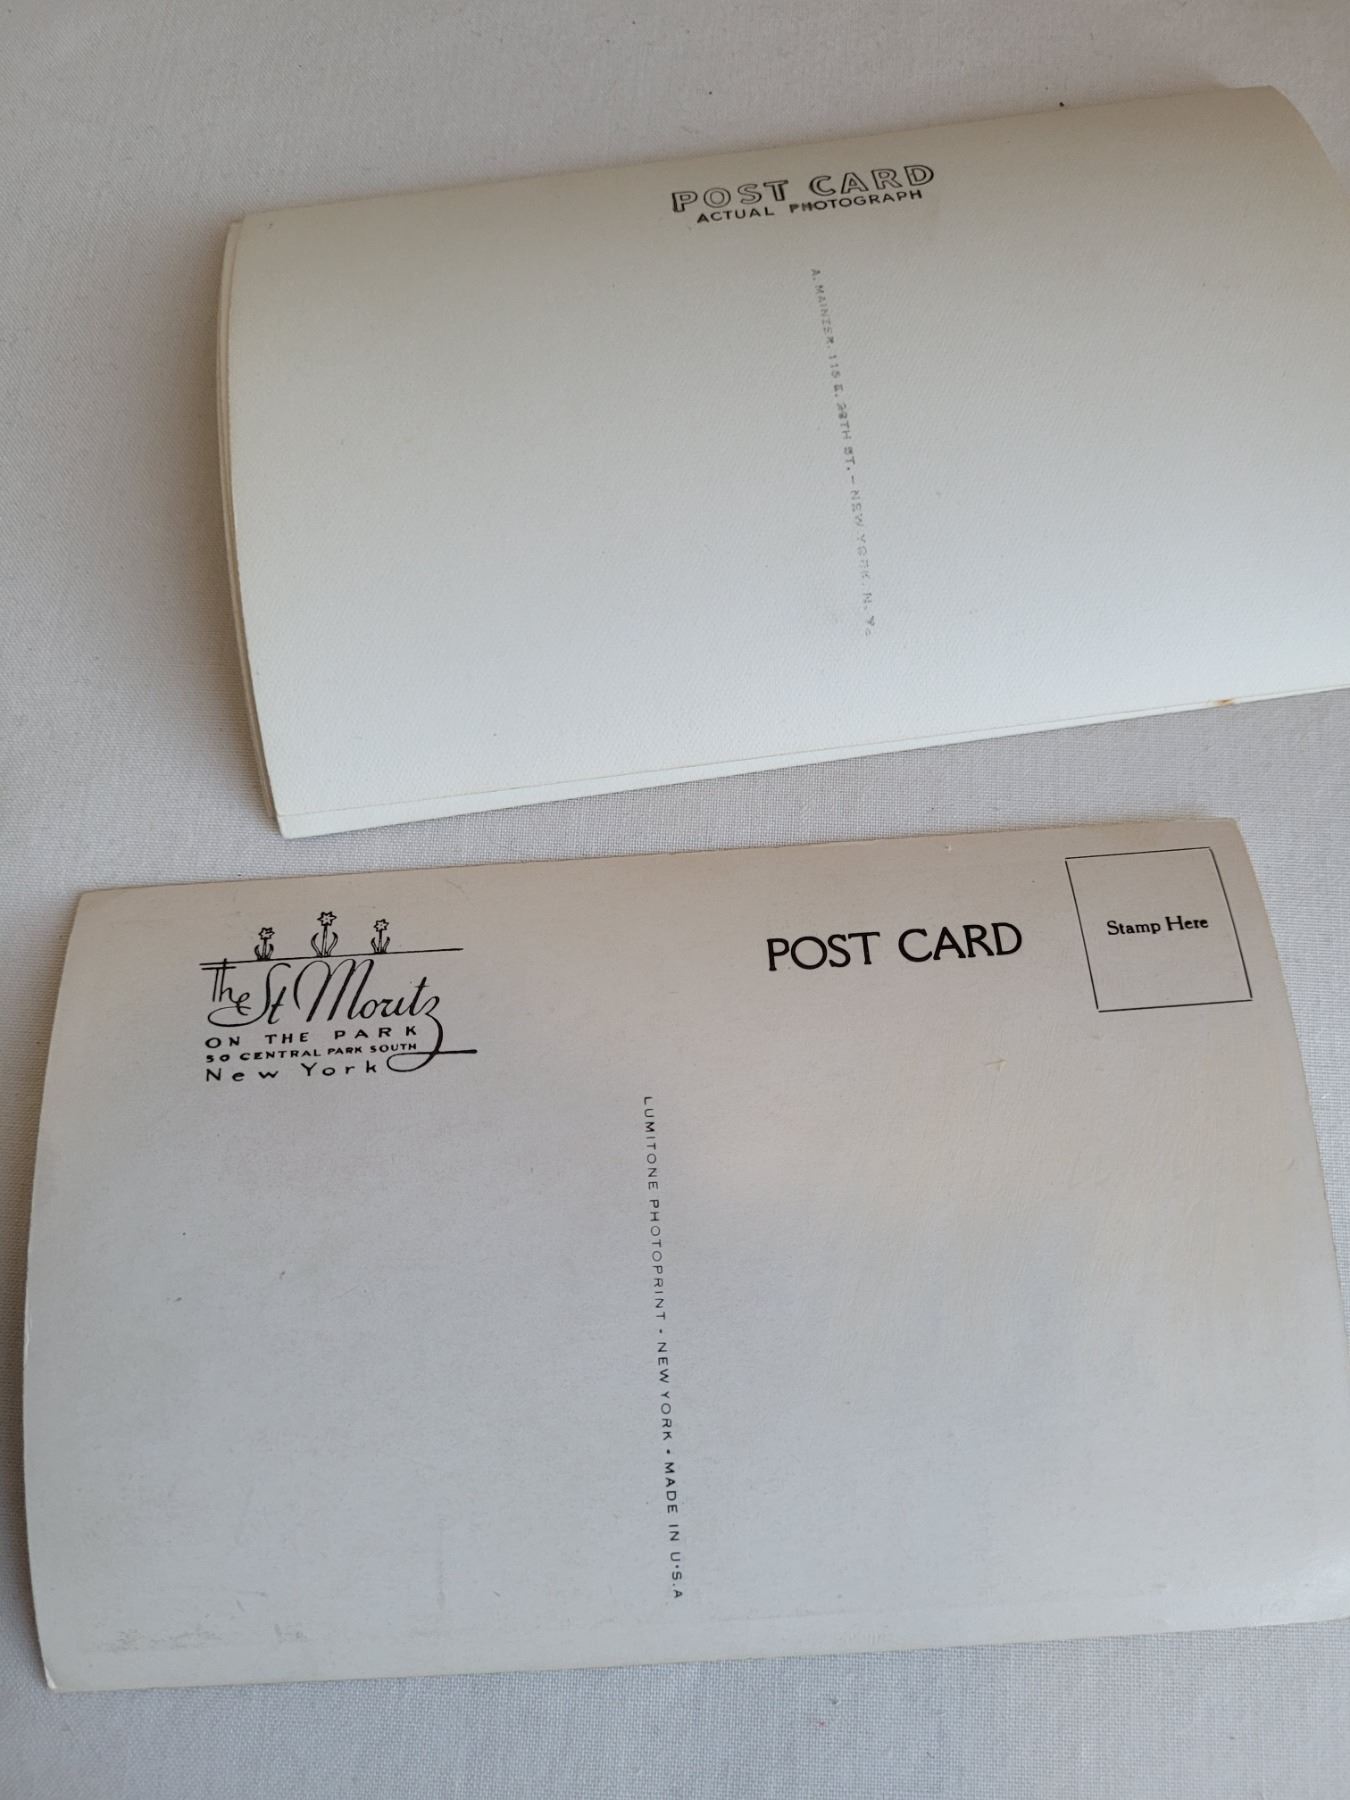 POST CARD
ACTUAL PHOTOGRAPH
A. MAINZER. 115 E. 28TH ST. – NEW YORK. N. Y.
The St Moritz
ON THE PARK
50 CENTRAL PARK SOUTH
New York
POST CARD
Stamp Here
LUMITONE PHOTOPRINT • NEW YORK • MADE IN U•S•A